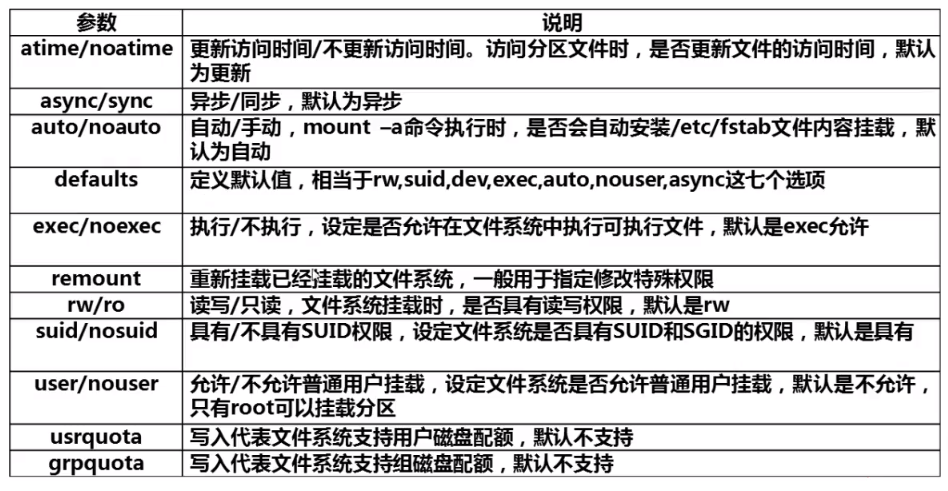 参数 说明
atime/noatime 更新访问时间/不更新访问时间。访问分区文件时，是否更新文件的访问时间，默认
为更新
async/sync 异步/同步，默认为异步
auto/noauto 自动/手动，mount –a命令执行时，是否会自动安装/etc/fstab文件内容挂载，默
认为自动
defaults 定义默认值，相当于rw,suid,dev,exec,auto,nouser,async这七个选项
exec/noexec 执行/不执行，设定是否允许在文件系统中执行可执行文件，默认是exec允许
remount 重新挂载已经挂载的文件系统，一般用于指定修改特殊权限
rw/ro 读写/只读，文件系统挂载时，是否具有读写权限，默认是rw
suid/nosuid 具有/不具有SUID权限，设定文件系统是否具有SUID和SGID的权限，默认是具有
user/nouser 允许/不允许普通用户挂载，设定文件系统是否允许普通用户挂载，默认是不允许，
只有root可以挂载分区
usrquota 写入代表文件系统支持用户磁盘配额，默认不支持
grpquota 写入代表文件系统支持组磁盘配额，默认不支持